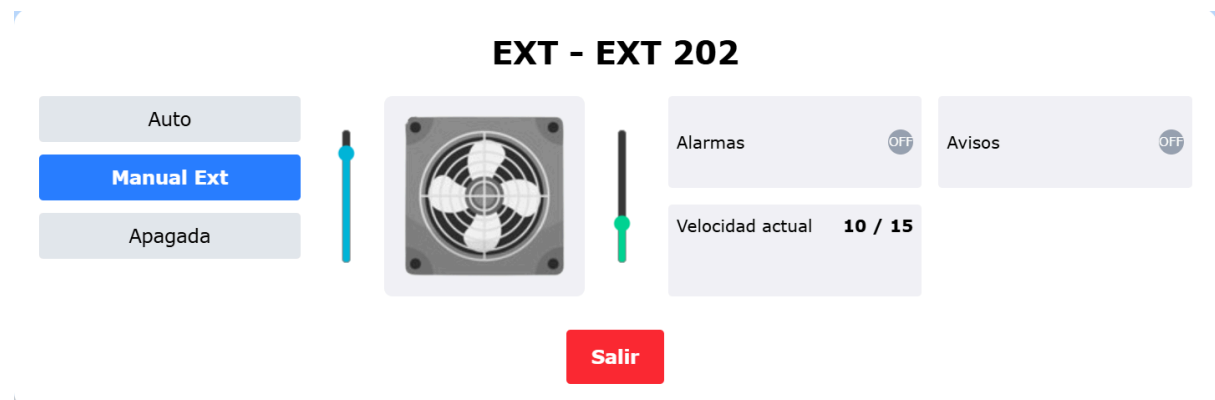 EXT - EXT 202
Auto
Manual Ext
Apagada
Alarmas OFF
Avisos OFF
Velocidad actual 10 / 15
Salir